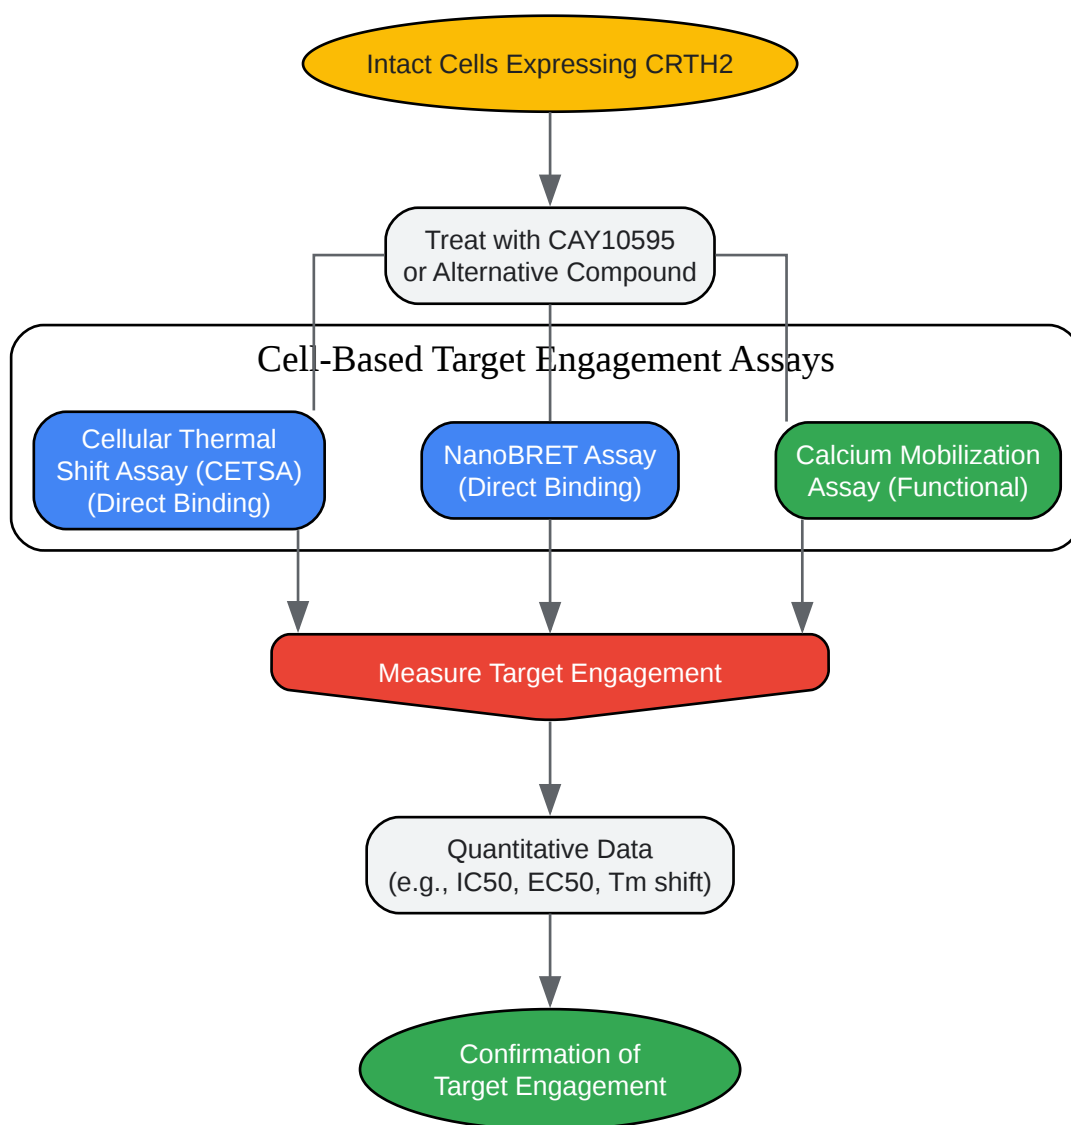 Intact Cells Expressing CRTH2
Treat with CAY10595
or Alternative Compound
Cell-Based Target Engagement Assays
Cellular Thermal
Shift Assay (CETSA)
(Direct Binding)
NanoBRET Assay
(Direct Binding)
Calcium Mobilization
Assay (Functional)
Measure Target Engagement
Quantitative Data
(e.g., IC50, EC50, Tm shift)
Confirmation of
Target Engagement